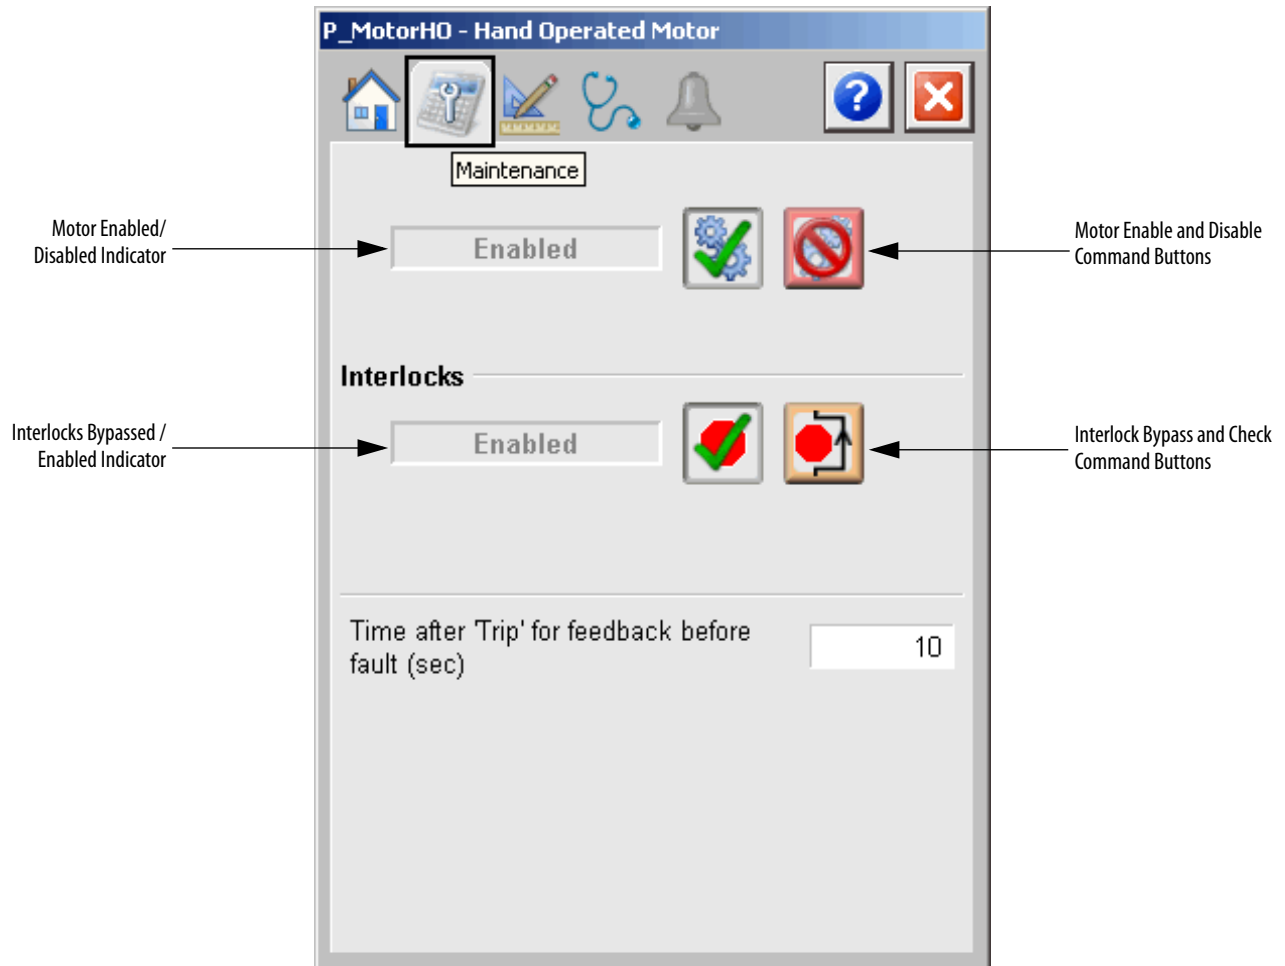 P_MotorHO - Hand Operated Motor
?
Maintenance
Motor Enabled/
Disabled Indicator
Enabled
Motor Enable and Disable
Command Buttons
Interlocks
Interlocks Bypassed /
Enabled Indicator
Enabled
Interlock Bypass and Check
Command Buttons
Time after 'Trip' for feedback before
fault (sec)
10